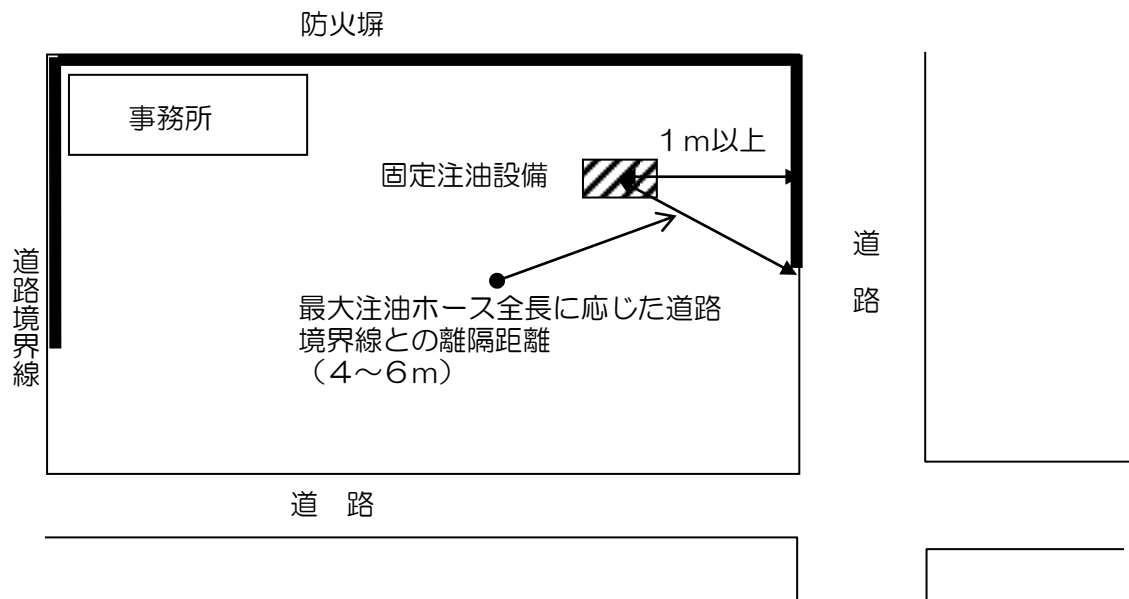 防火塀
事務所
1m以上
固定注油設備
道路境界線
最大注油ホース全長に応じた道路
境界線との離隔距離
（4～6m）
道路
道　路